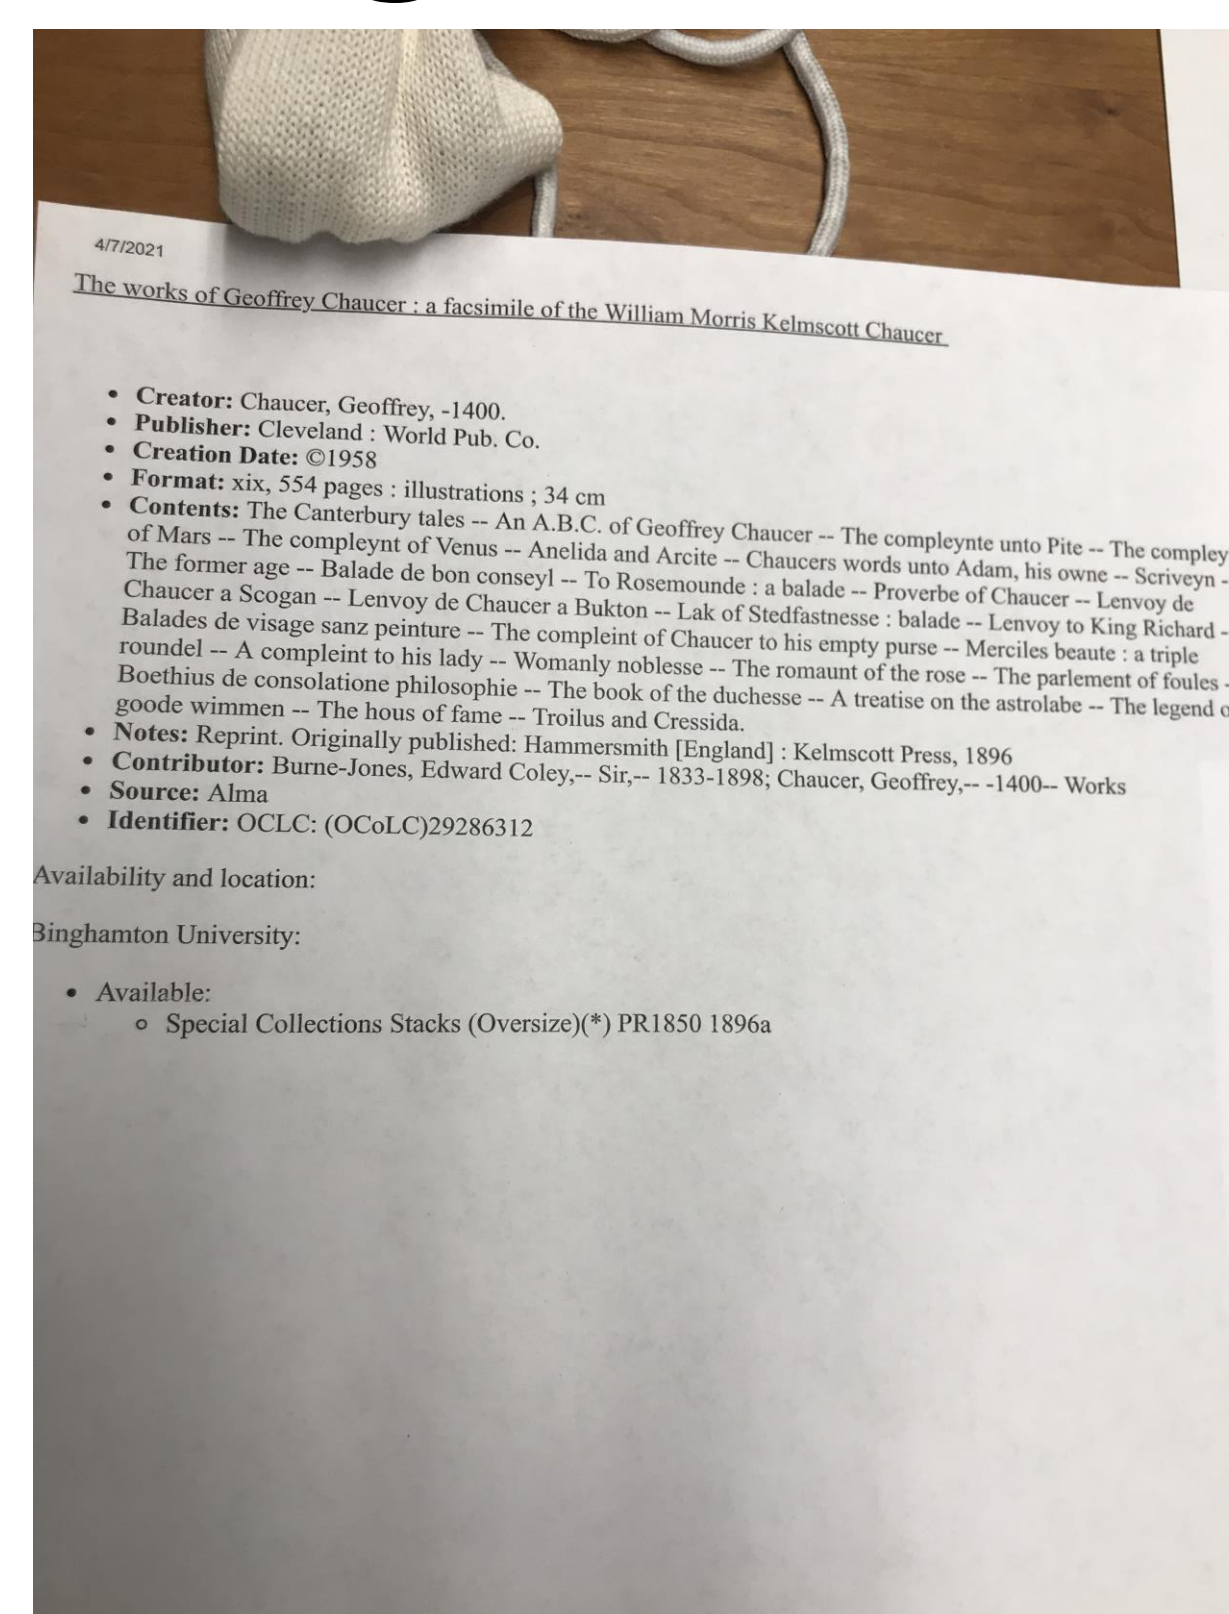 4/7/2021
The works of Geoffrey Chaucer : a facsimile of the William Morris Kelmscott Chaucer
• Creator: Chaucer, Geoffrey, -1400.
• Publisher: Cleveland : World Pub. Co.
• Creation Date: ©1958
• Format: xix, 554 pages : illustrations ; 34 cm
• Contents: The Canterbury tales -- An A.B.C. of Geoffrey Chaucer -- The compleynte unto Pite -- The compley
of Mars -- The compleynt of Venus -- Anelida and Arcite -- Chaucers words unto Adam, his owne -- Scriveyn -
The former age -- Balade de bon conseyl -- To Rosemounde : a balade -- Proverbe of Chaucer -- Lenvoy de
Chaucer a Scogan -- Lenvoy de Chaucer a Bukton -- Lak of Stedfastnesse : balade -- Lenvoy to King Richard -
Balades de visage sanz peinture -- The compleint of Chaucer to his empty purse -- Merciles beaute : a triple
roundel -- A compleint to his lady -- Womanly noblesse -- The romaunt of the rose -- The parlement of foules -
Boethius de consolatione philosophie -- The book of the duchesse -- A treatise on the astrolabe -- The legend o
goode wimmen -- The hous of fame -- Troilus and Cressida.
• Notes: Reprint. Originally published: Hammersmith [England] : Kelmscott Press, 1896
• Contributor: Burne-Jones, Edward Coley,-- Sir,-- 1833-1898; Chaucer, Geoffrey,-- -1400-- Works
• Source: Alma
• Identifier: OCLC: (OCoLC)29286312
Availability and location:
Binghamton University:
• Available:
o Special Collections Stacks (Oversize)(*) PR1850 1896a